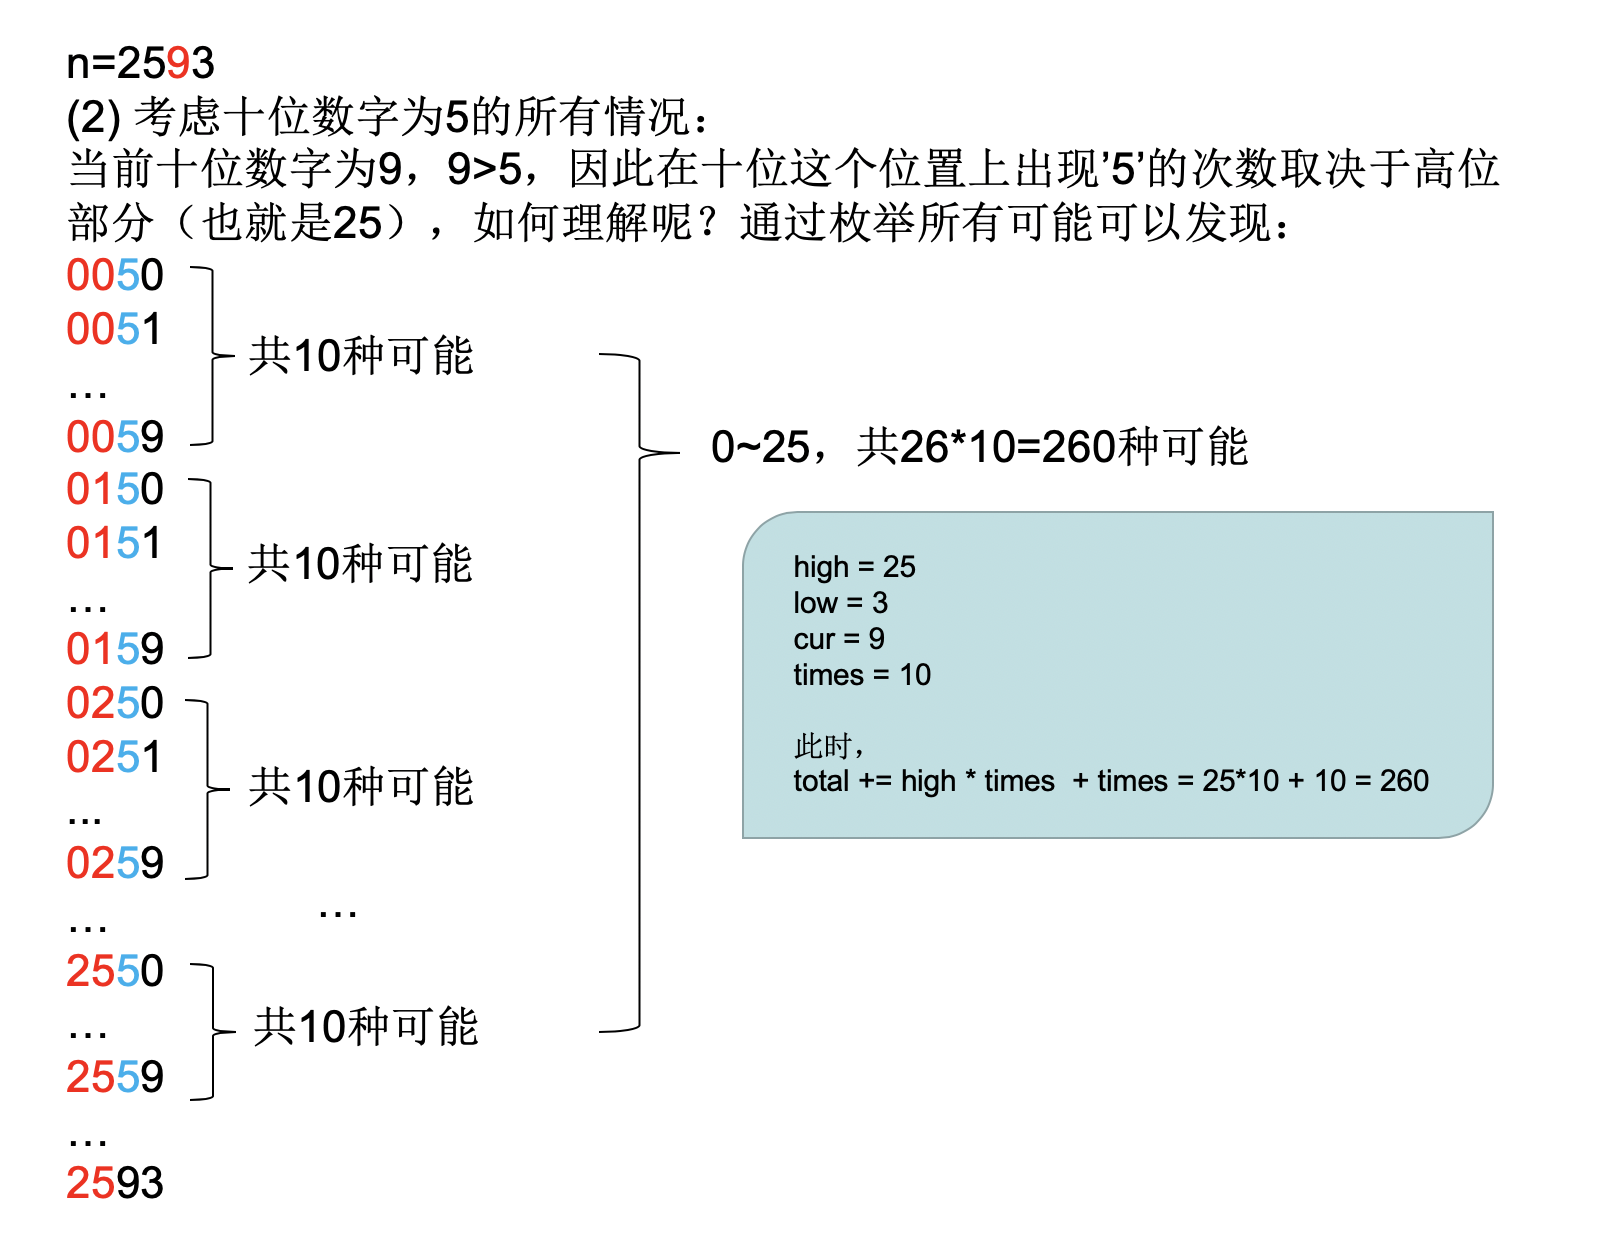 n=2593
(2) 考虑十位数字为5的所有情况：
当前十位数字为9，9>5，因此在十位这个位置上出现’5’的次数取决于高位
部分（也就是25），如何理解呢？通过枚举所有可能可以发现：
0050
0051
…
0059
共10种可能
0150
0151
…
0159
共10种可能
0250
0251
...
0259
共10种可能
…
…
2550
…
2559
共10种可能
…
2593
0~25，共26*10=260种可能
high = 25
low = 3
cur = 9
times = 10
此时，
total += high * times  + times = 25*10 + 10 = 260